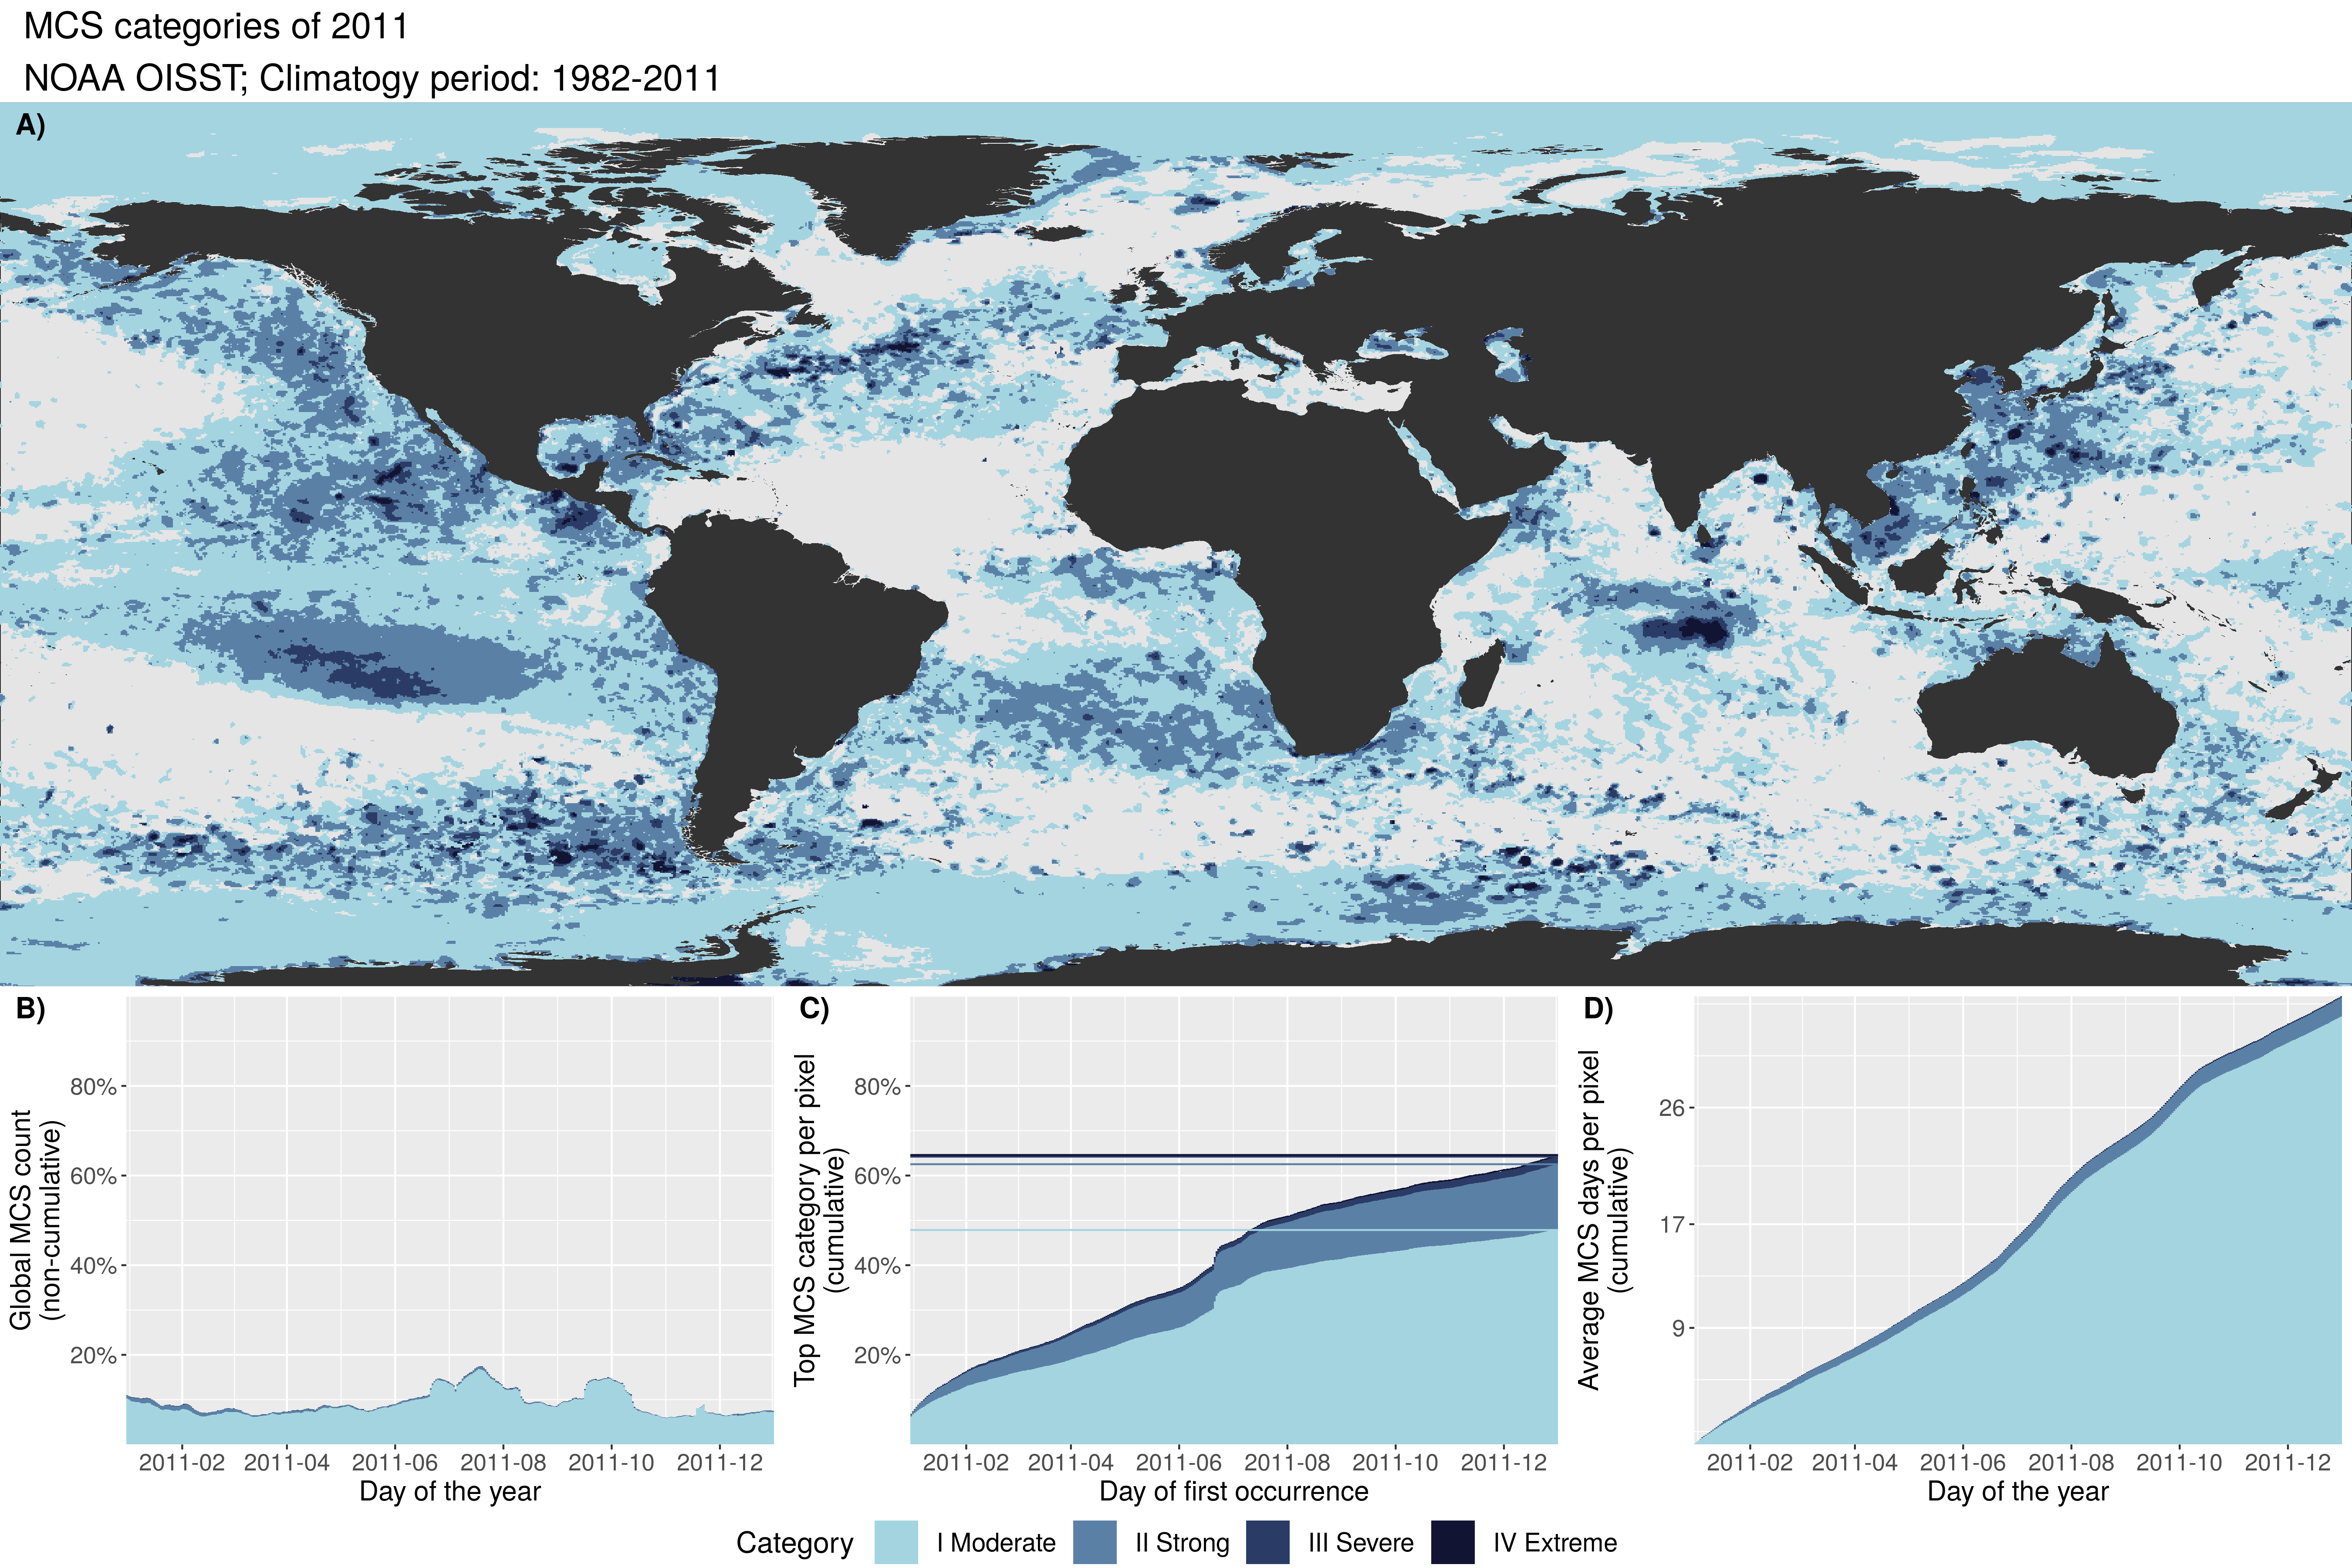 MCS categories of 2011
NOAA OISST; Climatogy period: 1982-2011
A)
B)
Global MCS count
(non-cumulative)
80%
60%
40%
20%
2011-02 2011-04 2011-06 2011-08 2011-10 2011-12
Day of the year
C)
Top MCS category per pixel
(cumulative)
80%
60%
40%
20%
2011-02 2011-04 2011-06 2011-08 2011-10 2011-12
Day of first occurrence
D)
Average MCS days per pixel
(cumulative)
26
17
9
2011-02 2011-04 2011-06 2011-08 2011-10 2011-12
Day of the year
Category I Moderate II Strong III Severe IV Extreme